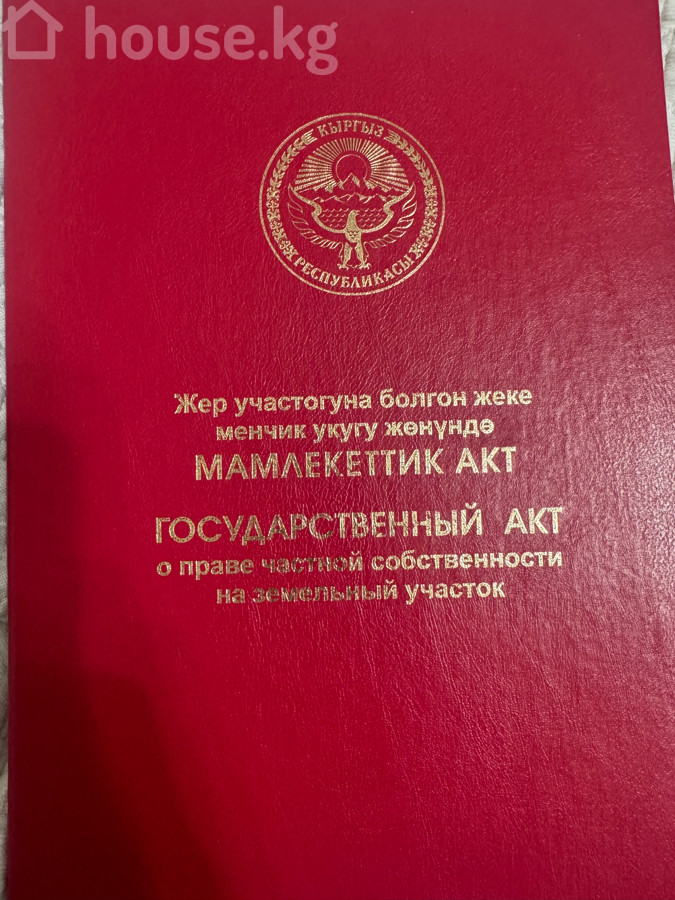 house.kg
КЫРГЫЗ
РЕСПУБЛИКАСЫ
Жер участогуна болгон жеке
менчик укугу жөнүндө
МАМЛЕКЕТТИК АКТ
ГОСУДАРСТВЕННЫЙ АКТ
о праве частной собственности
на земельный участок